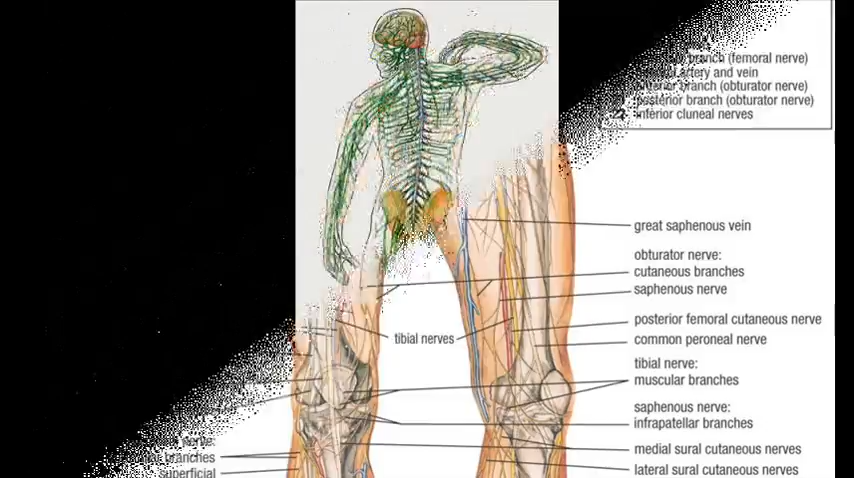 branch (femoral nerve)
artery and vein
branch (obturator nerve)
posterior branch (obturator nerve)
22 inferior cluneal nerves
great saphenous vein
obturator nerve:
cutaneous branches
saphenous nerve
posterior femoral cutaneous nerve
tibial nerves
common peroneal nerve
tibial nerve:
muscular branches
saphenous nerve:
infrapatellar branches
nerve:
branches
medial sural cutaneous nerves
superficial
lateral sural cutaneous nerves